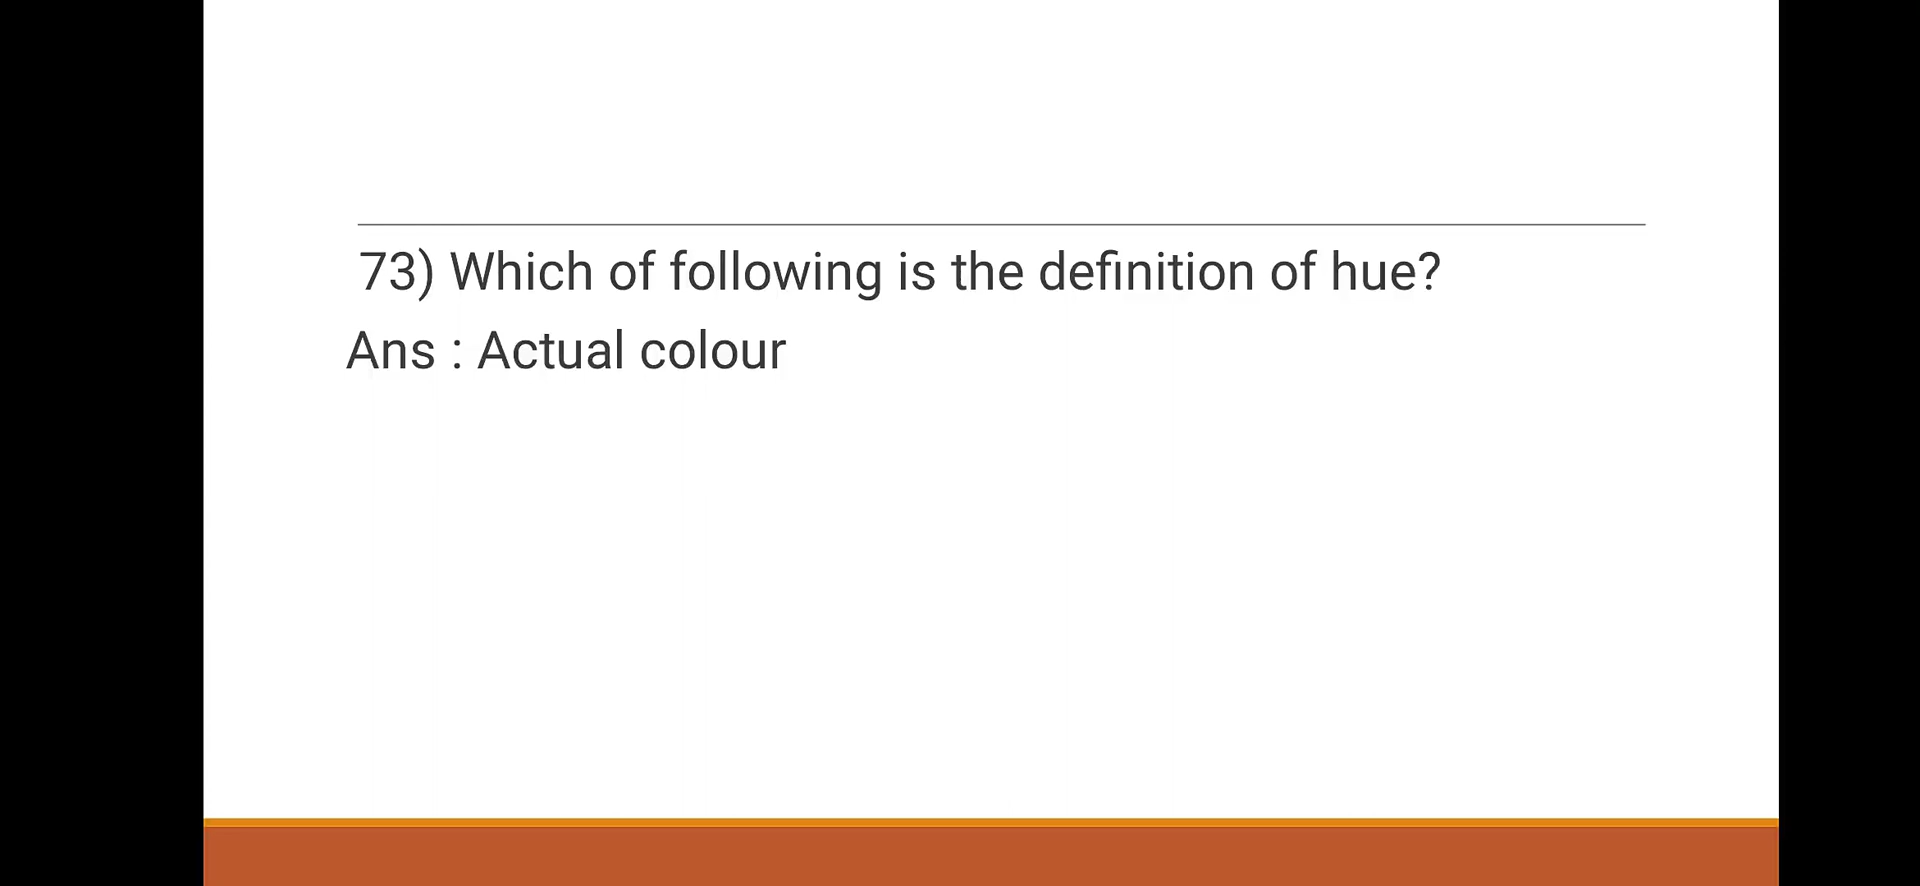 73) Which of following is the definition of hue?
Ans : Actual colour